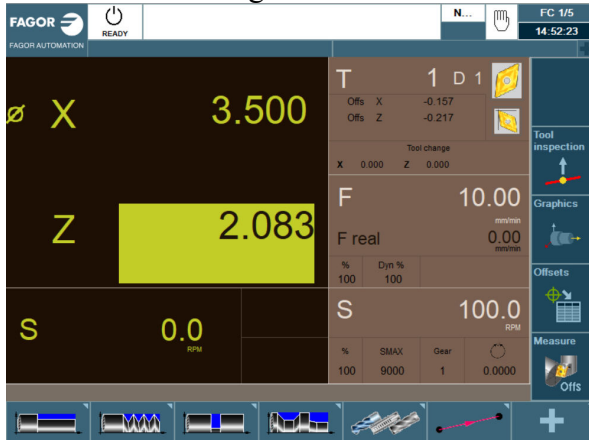 FAGOR
FAGOR AUTOMATION
READY
N...
FC 1/5
14:52:23
Ø X 3.500
Z 2.083
S 0.0
RPM
T 1 D 1
Offs X -0.157
Offs Z -0.217
Tool change
X 0.000 Z 0.000
F 10.00
mm/min
F real 0.00
mm/min
% Dyn %
100 100
S 100.0
RPM
% SMAX Gear
100 9000 1 0.0000
Tool
inspection
Graphics
Offsets
Measure
Offs